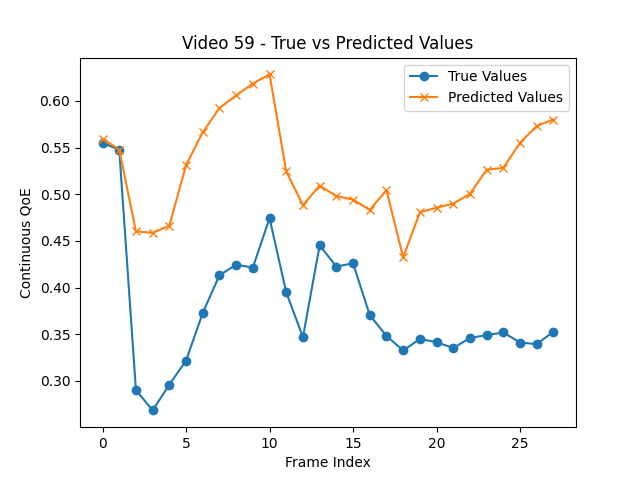 Video 59 - True vs Predicted Values
True Values
Predicted Values
Continuous QoE
0.60
0.55
0.50
0.45
0.40
0.35
0.30
0 5 10 15 20 25
Frame Index